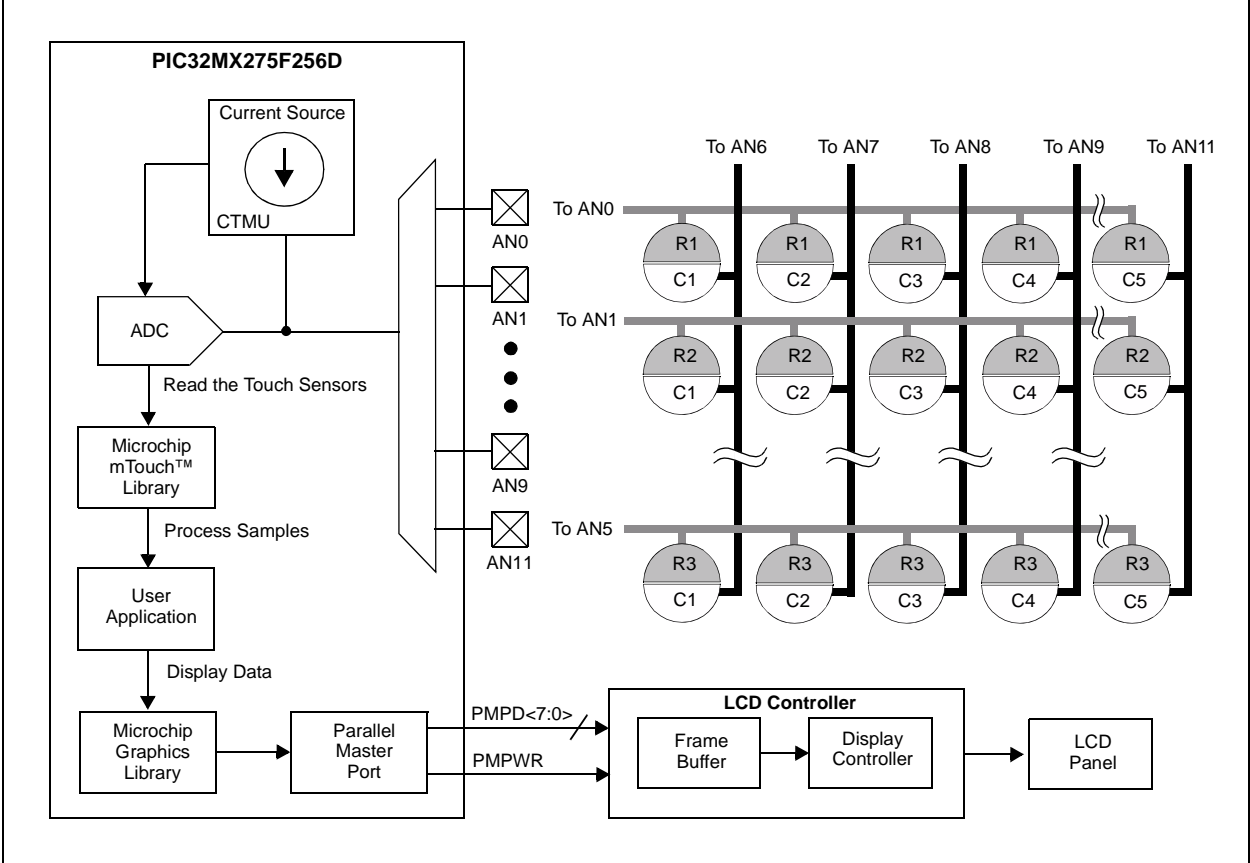 PIC32MX275F256D
Current Source
CTMU
ADC
Read the Touch Sensors
Microchip
mTouch™
Library
Process Samples
User
Application
Display Data
Microchip
Graphics
Library
Parallel
Master
Port
AN0
AN1
AN9
AN11
To AN6
To AN7
To AN8
To AN9
To AN11
To AN0
R1 R1 R1 R1 R1
C1 C2 C3 C4 C5
To AN1
R2 R2 R2 R2 R2
C1 C2 C3 C4 C5
To AN5
R3 R3 R3 R3 R3
C1 C2 C3 C4 C5
PMPD<7:0>
PMPWR
LCD Controller
Frame
Buffer
Display
Controller
LCD
Panel